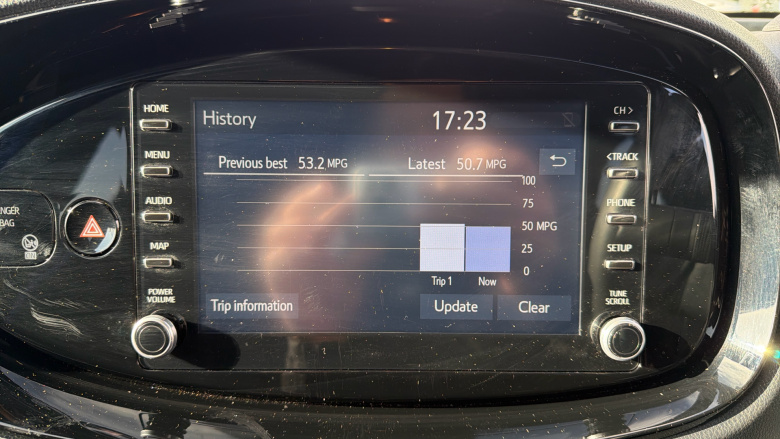 HOME
MENU
AUDIO
MAP
POWER
VOLUME
History 17:23
Previous best 53.2 MPG Latest 50.7 MPG
100
75
50 MPG
25
0
Trip 1 Now
Trip information Update Clear
CH >
< TRACK
PHONE
SETUP
TUNE
SCROLL